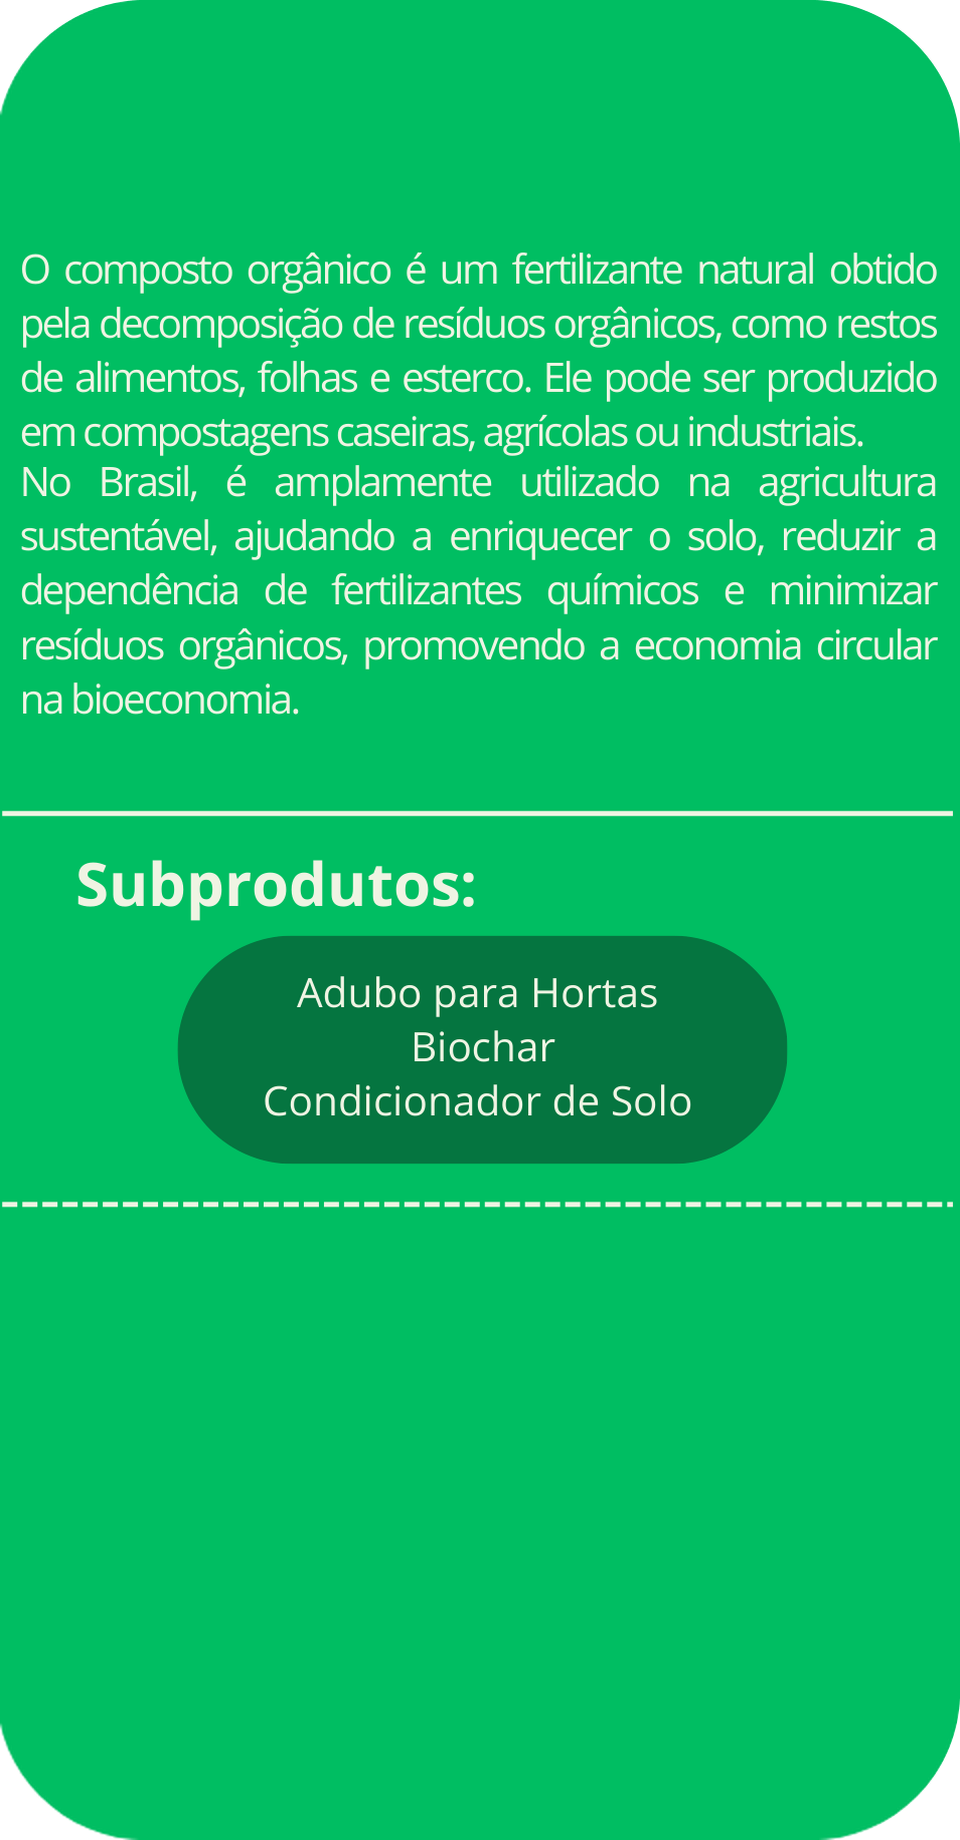 O composto orgânico é um fertilizante natural obtido
pela decomposição de resíduos orgânicos, como restos
de alimentos, folhas e esterco. Ele pode ser produzido
em compostagens caseiras, agrícolas ou industriais.
No Brasil, é amplamente utilizado na agricultura
sustentável, ajudando a enriquecer o solo, reduzir a
dependência de fertilizantes químicos e minimizar
resíduos orgânicos, promovendo a economia circular
na bioeconomia.
Subprodutos:
Adubo para Hortas
Biochar
Condicionador de Solo